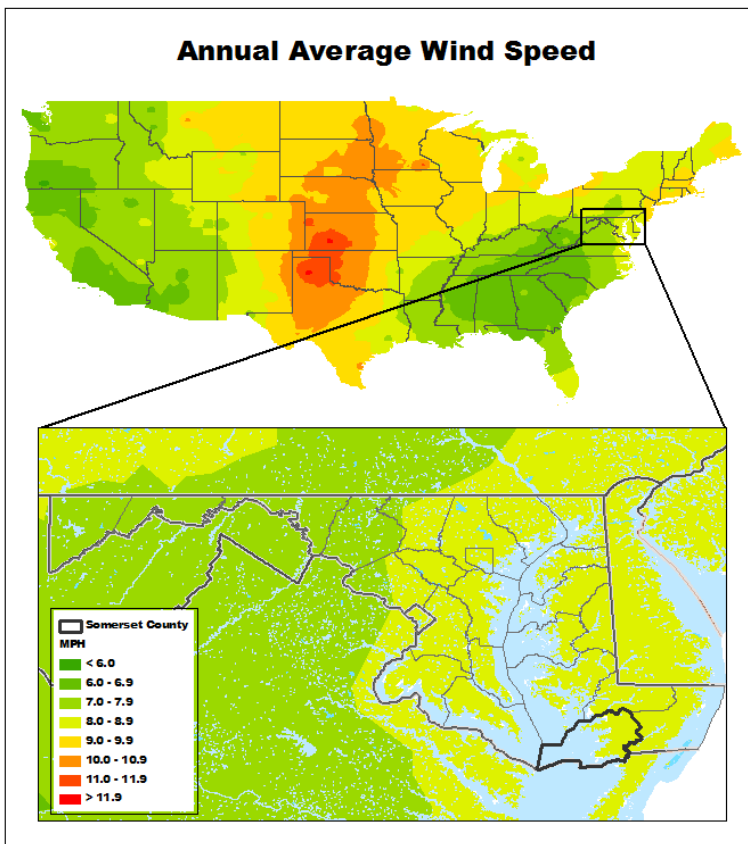 Annual Average Wind Speed
Somerset County
MPH
< 6.0
6.0 - 6.9
7.0 - 7.9
8.0 - 8.9
9.0 - 9.9
10.0 - 10.9
11.0 - 11.9
> 11.9